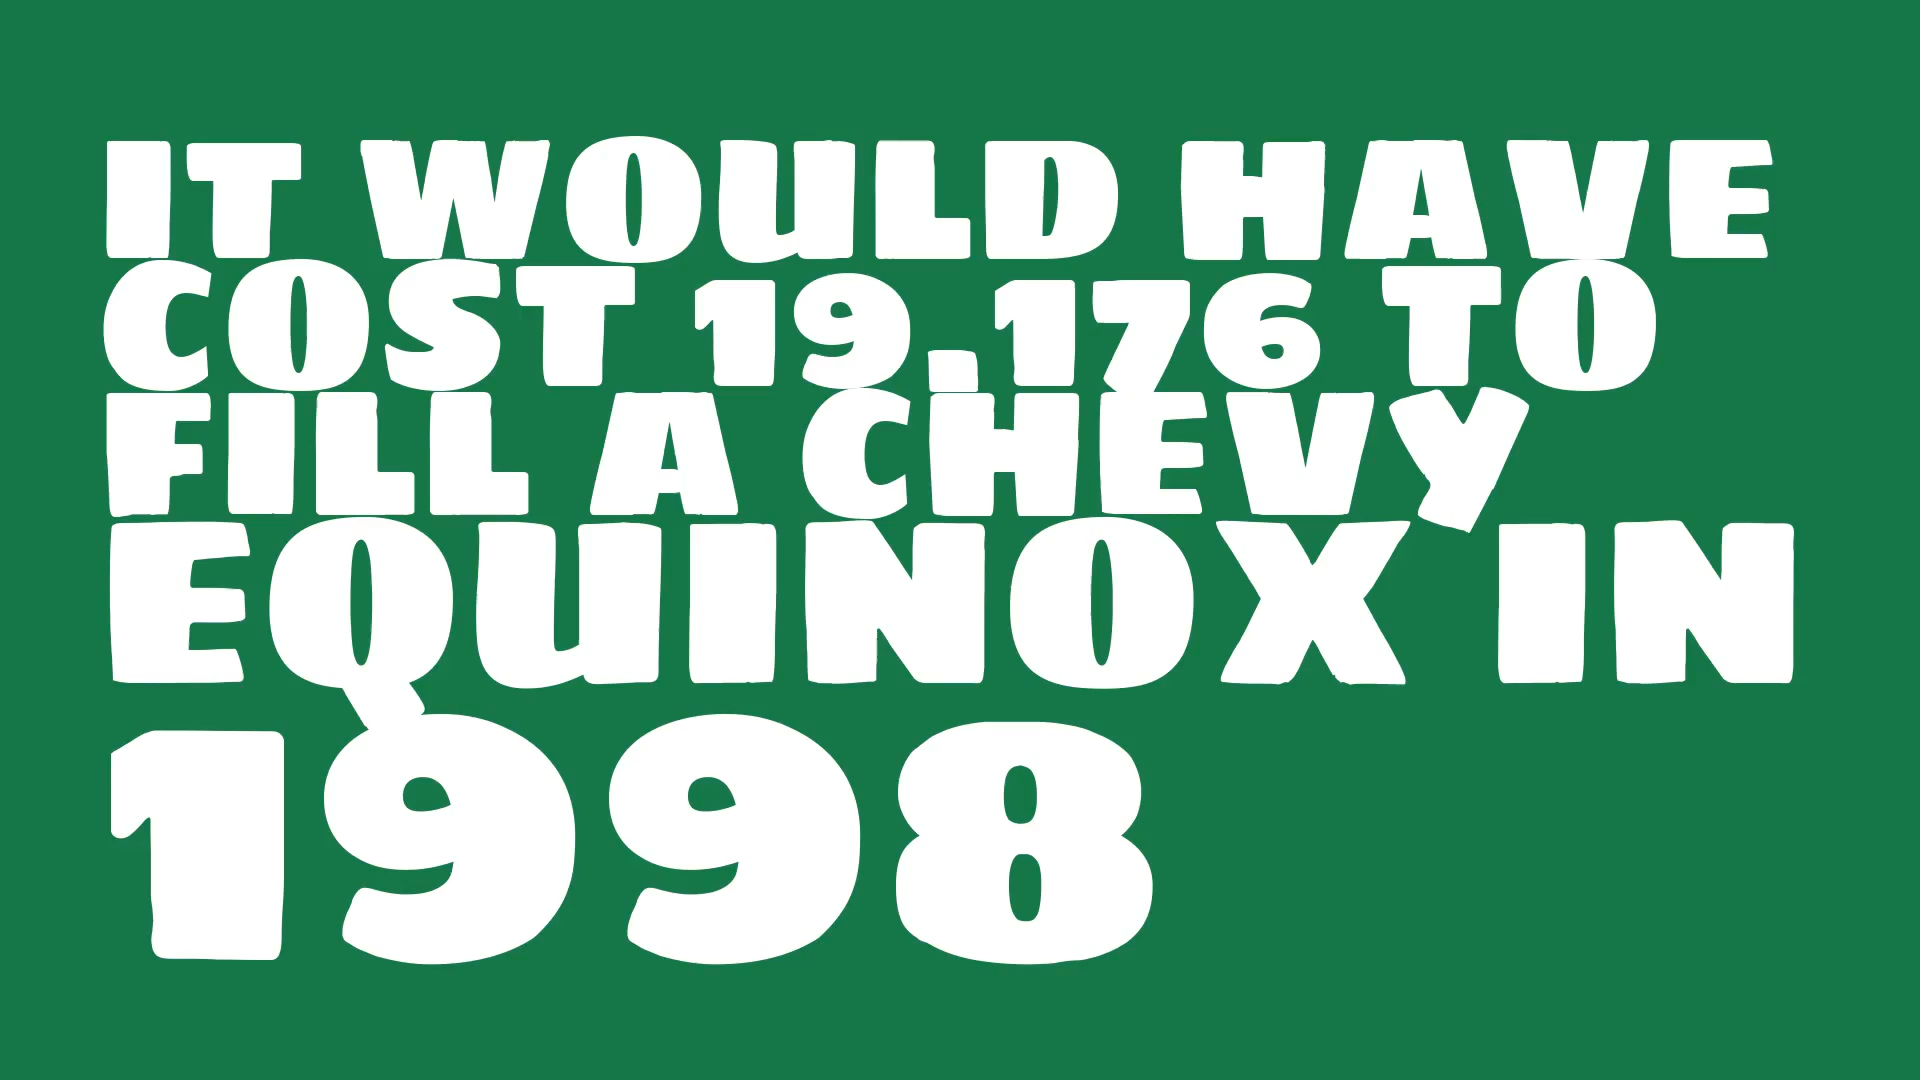 IT WOULD HAVE
COST 19.176 TO
FILL A CHEVY
EQUINOX IN
1998